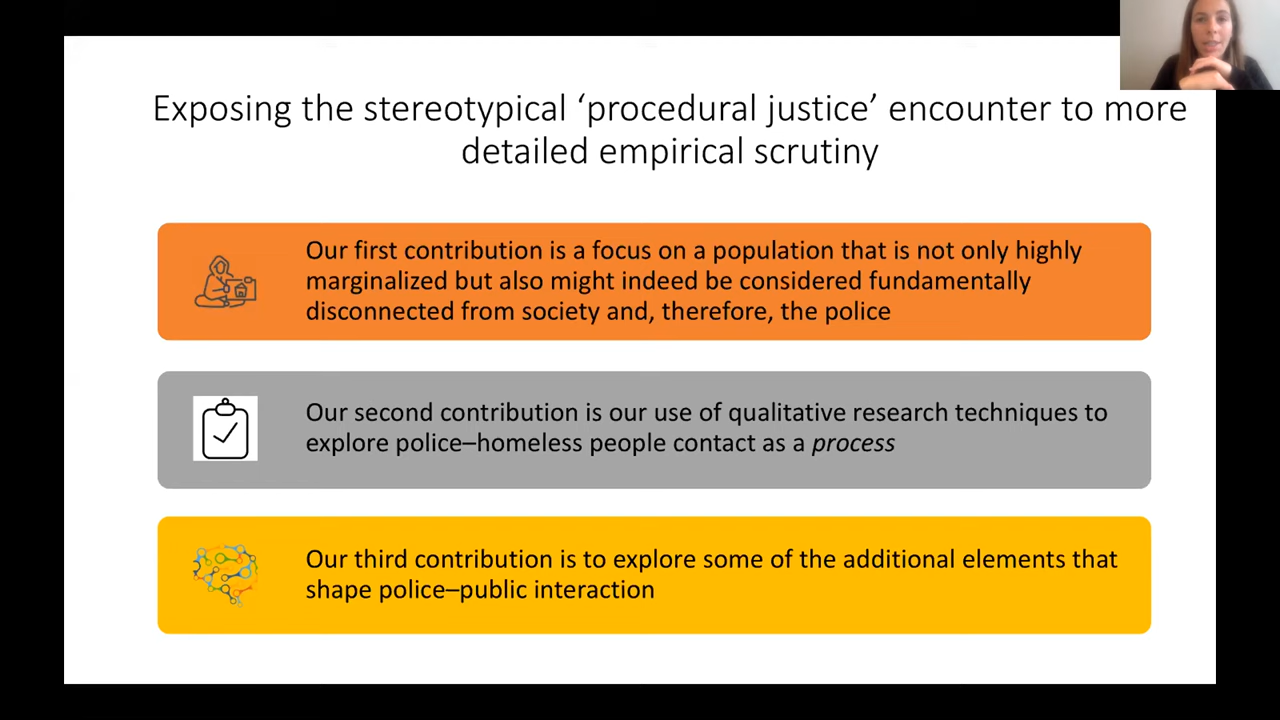 Exposing the stereotypical ‘procedural justice’ encounter to more
detailed empirical scrutiny
Our first contribution is a focus on a population that is not only highly
marginalized but also might indeed be considered fundamentally
disconnected from society and, therefore, the police
Our second contribution is our use of qualitative research techniques to
explore police–homeless people contact as a process
Our third contribution is to explore some of the additional elements that
shape police–public interaction